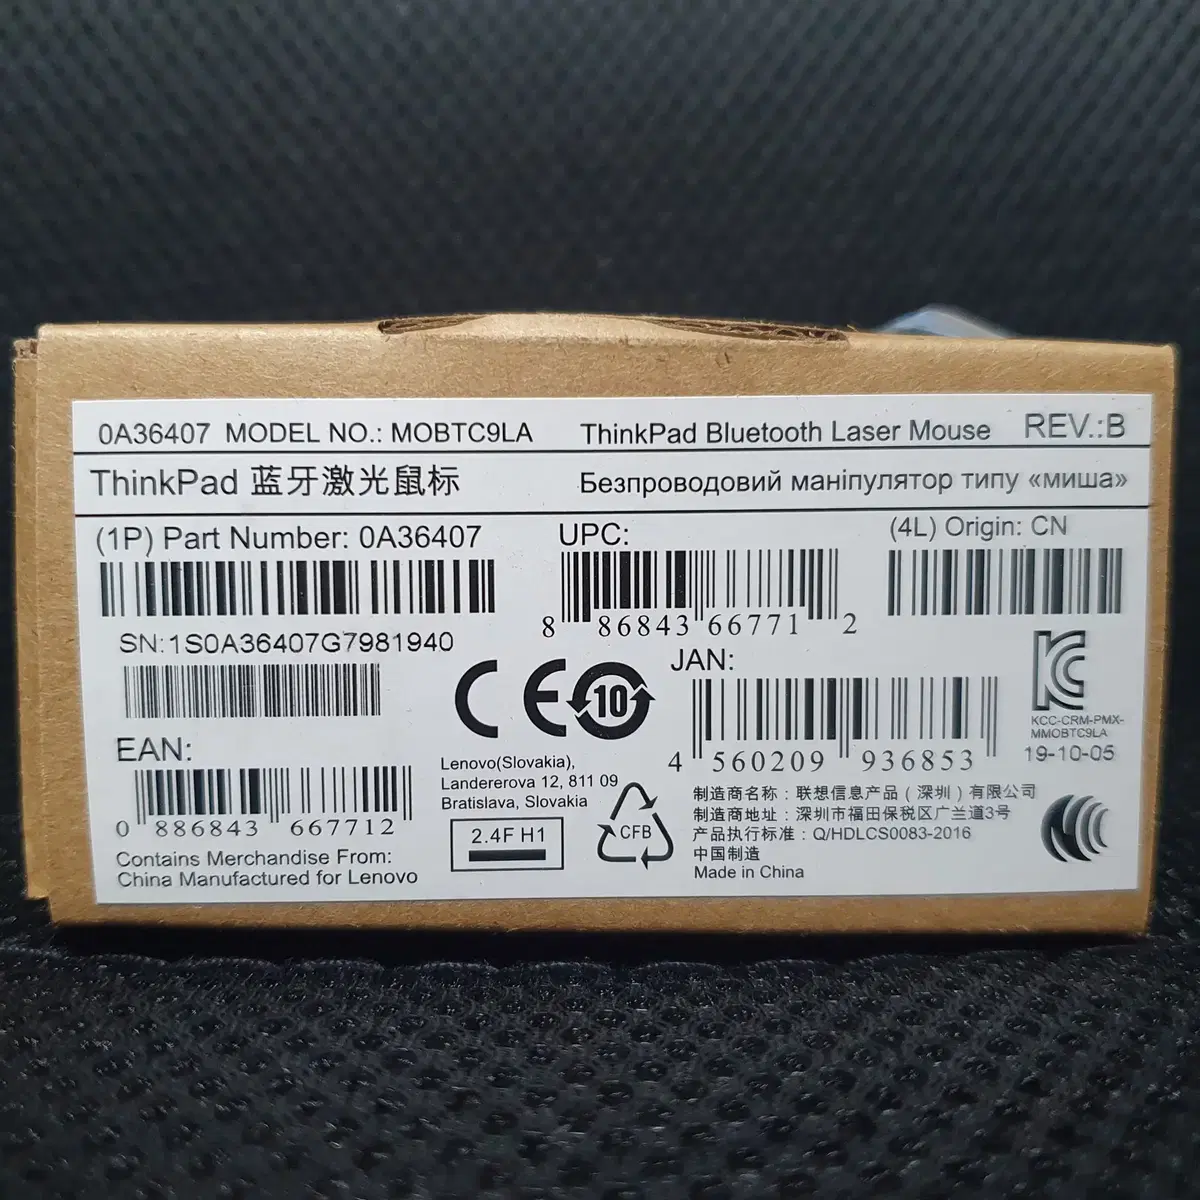 0A36407 MODEL NO.: MOBTC9LA ThinkPad Bluetooth Laser Mouse REV.:B
ThinkPad 蓝牙激光鼠标 Безпроводовий маніпулятор типу «миша»
(1P) Part Number: 0A36407
UPC:
(4L) Origin: CN
8 86843 66771 2
SN:1S0A36407G7981940
JAN:
4 560209 936853
CE
10
KCC-CRM-PMX-
MMOBTC9LA
19-10-05
EAN:
0 886843 667712
Contains Merchandise From:
China Manufactured for Lenovo
Lenovo(Slovakia),
Landererova 12, 811 09
Bratislava, Slovakia
2.4F H1
CFB
制造商名称：联想信息产品（深圳）有限公司
制造商地址：深圳市福田保税区广兰道3号
产品执行标准：Q/HDLCS0083-2016
中国制造
Made in China